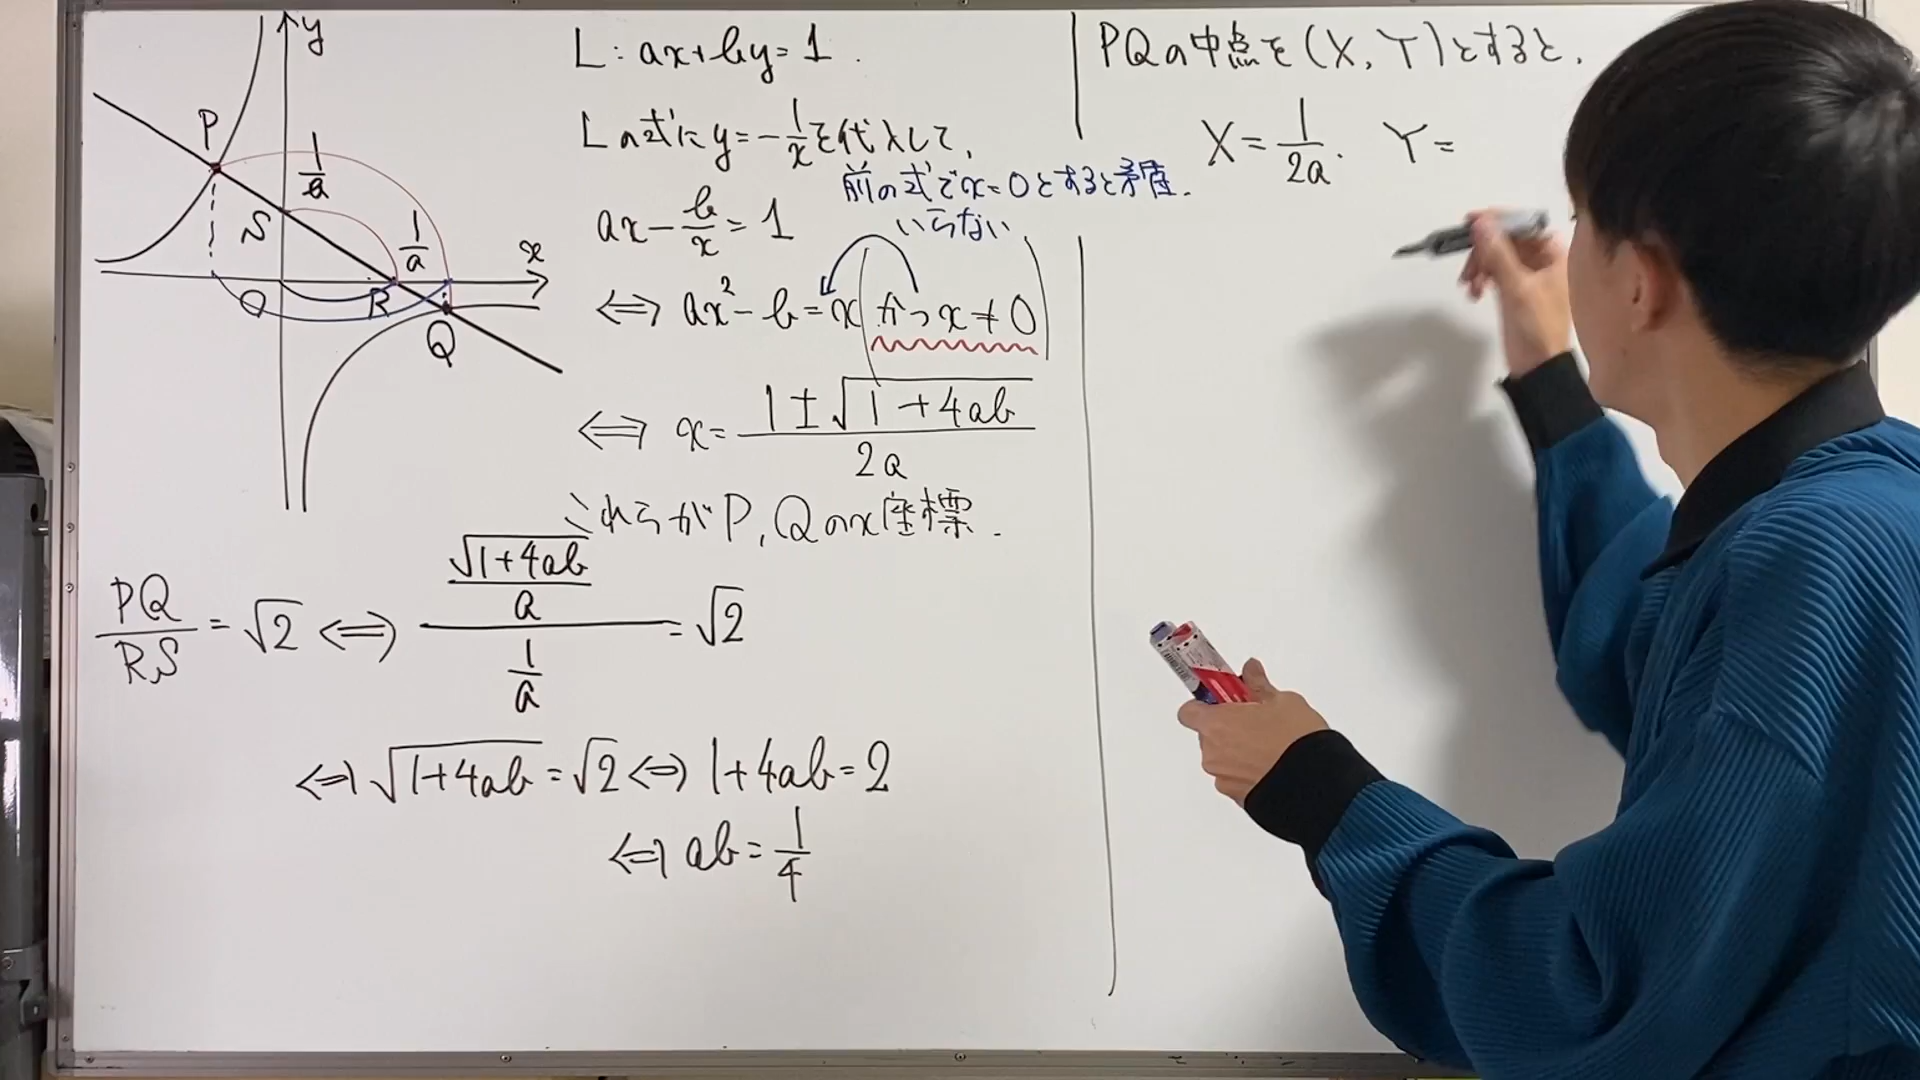 y
P
1/a
S
1/a
x
O
R
Q
L : ax+by=1.
Lの式に y=-1/x を代入して,
前の式で x=0とすると矛盾.
いらない
ax-b/x=1
⇔ ax²-b=x かつ x≠0
⇔ x=(1±√(1+4ab))/2a
これらが P, Qのx座標.
PQ/RS=√2 ⇔ (√(1+4ab)/a)/(1/a)=√2
⇔ √(1+4ab)=√2 ⇔ 1+4ab=2
⇔ ab=1/4
PQの中点を(X, Y)とすると,
X=1/2a. Y=